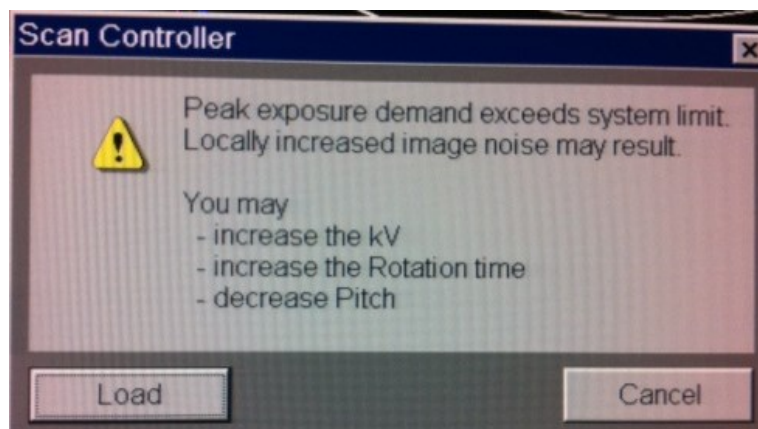 Scan Controller
Peak exposure demand exceeds system limit.
Locally increased image noise may result.
You may
- increase the kV
- increase the Rotation time
- decrease Pitch
Load
Cancel